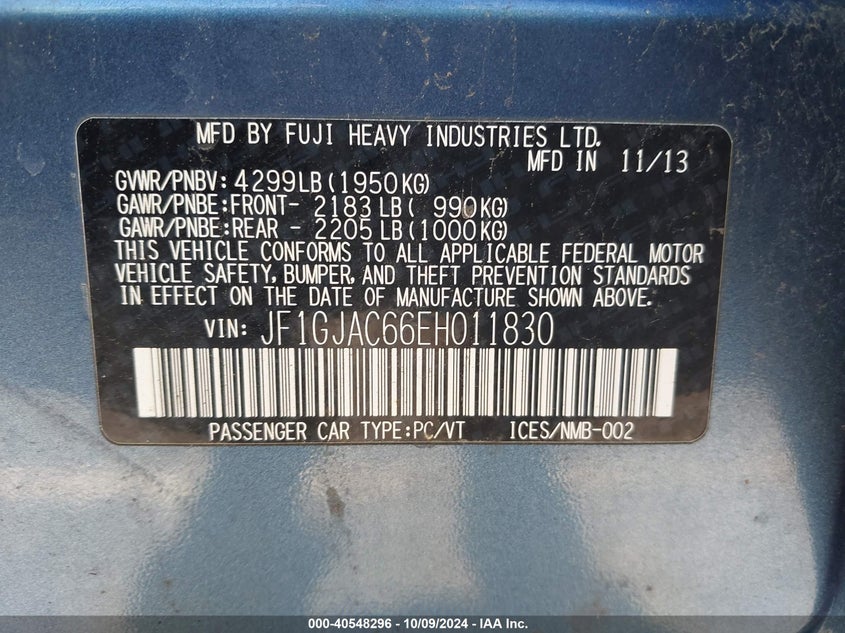 MFD BY FUJI HEAVY INDUSTRIES LTD.
MFD IN 11/13
GVWR/PNBV: 4299LB (1950KG)
GAWR/PNBE:FRONT- 2183 LB ( 990KG)
GAWR/PNBE:REAR - 2205 LB (1000KG)
THIS VEHICLE CONFORMS TO ALL APPLICABLE FEDERAL MOTOR
VEHICLE SAFETY, BUMPER, AND THEFT PREVENTION STANDARDS
IN EFFECT ON THE DATE OF MANUFACTURE SHOWN ABOVE.
VIN: JF1GJAC66EH011830
PASSENGER CAR TYPE:PC/VT ICES/NMB-002
000-40548296 - 10/09/2024 - IAA Inc.